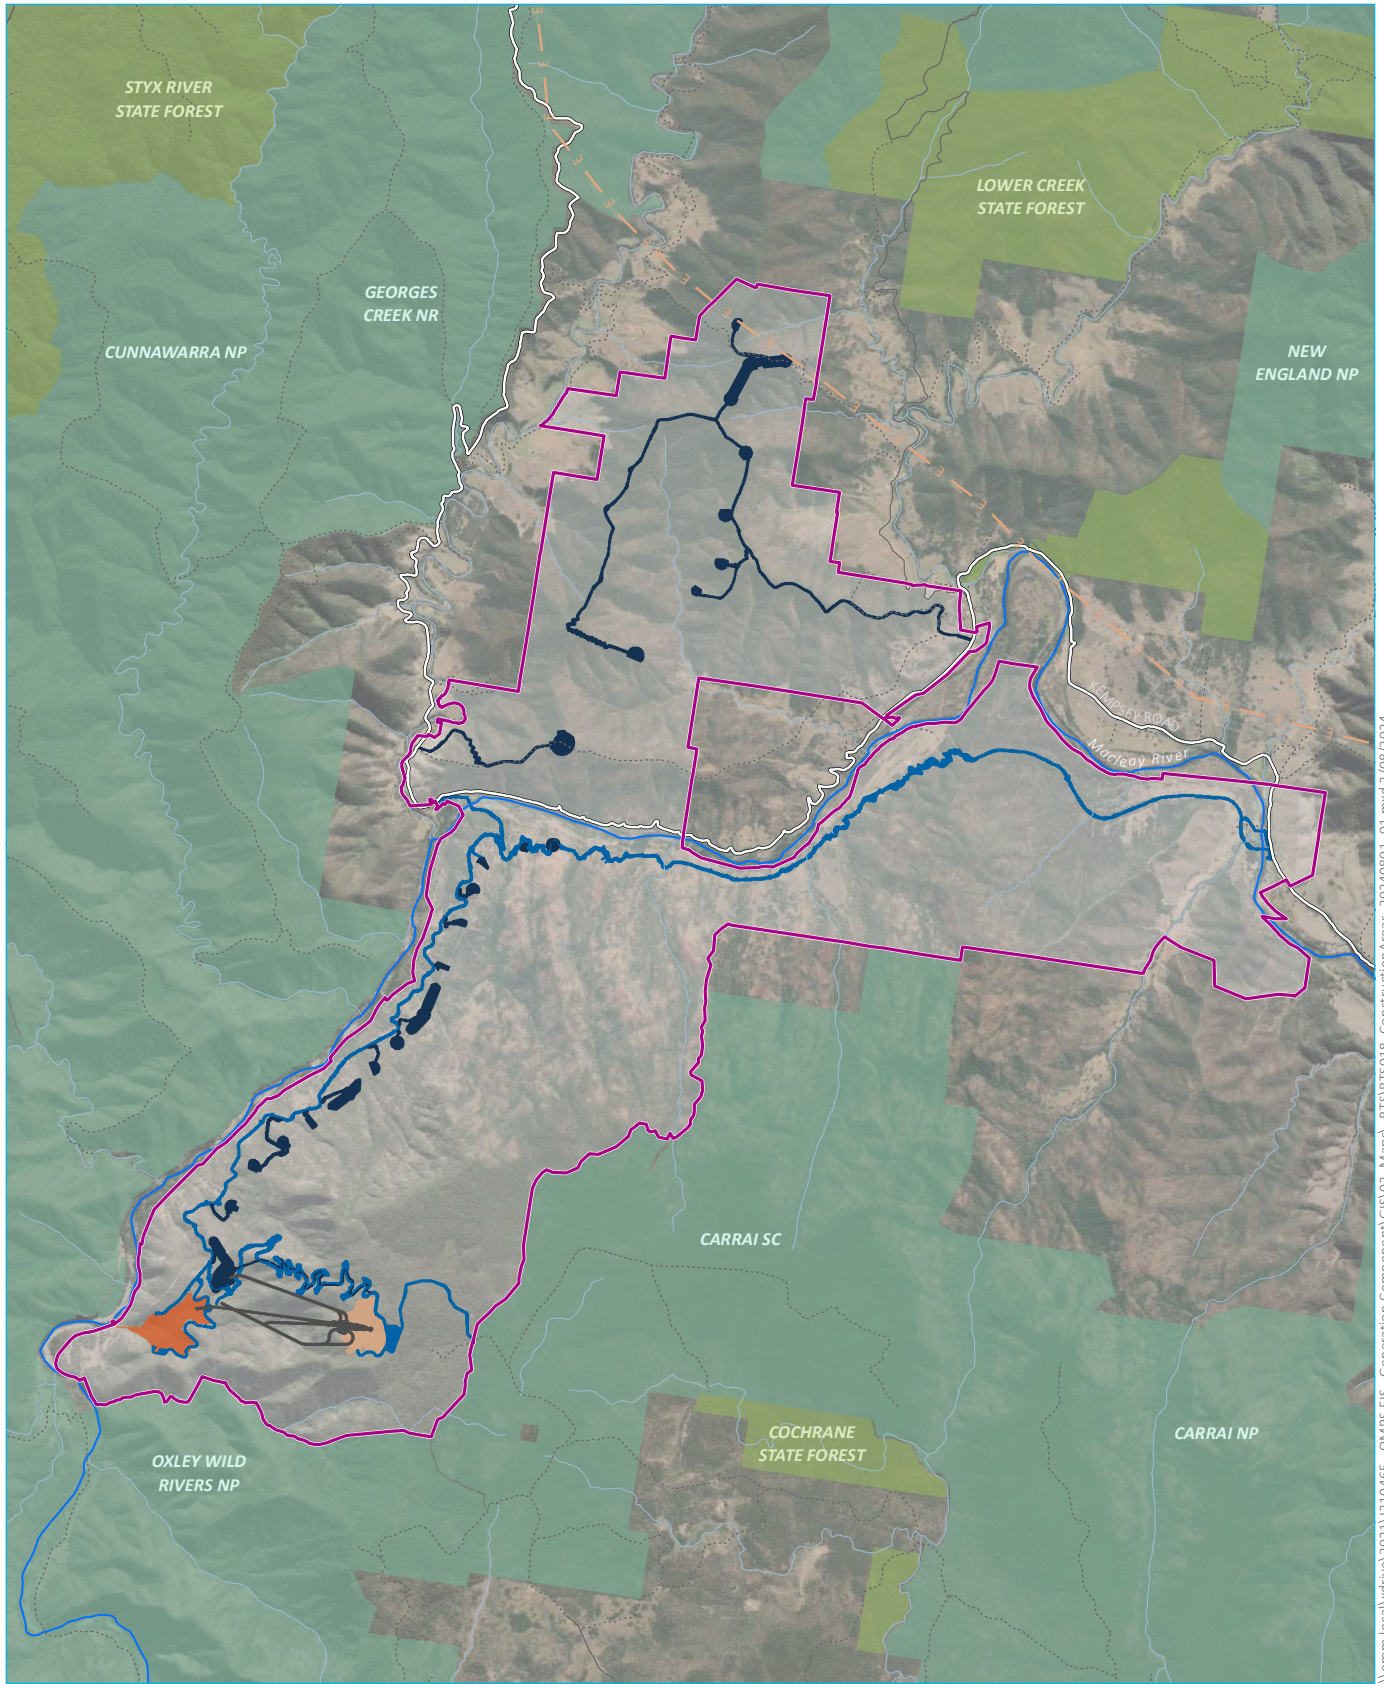 STYX RIVER
STATE FOREST
LOWER CREEK
STATE FOREST
GEORGES
CREEK NR
CUNNAWARRA NP
NEW
ENGLAND NP
KEMPSEY ROAD
Macleay River
CARRAI SC
COCHRANE
STATE FOREST
CARRAI NP
OXLEY WILD
RIVERS NP